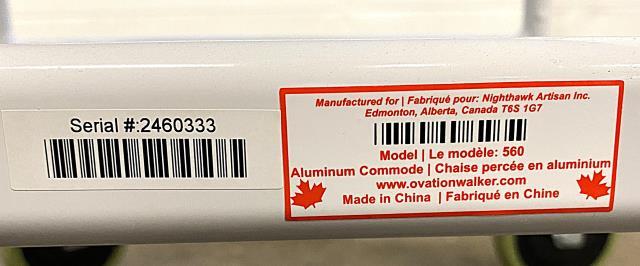 Serial #:2460333
Manufactured for | Fabriqué pour: Nighthawk Artisan Inc.
Edmonton, Alberta, Canada T6S 1G7
Model | Le modèle: 560
Aluminum Commode | Chaise percée en aluminium
www.ovationwalker.com
Made in China | Fabriqué en Chine